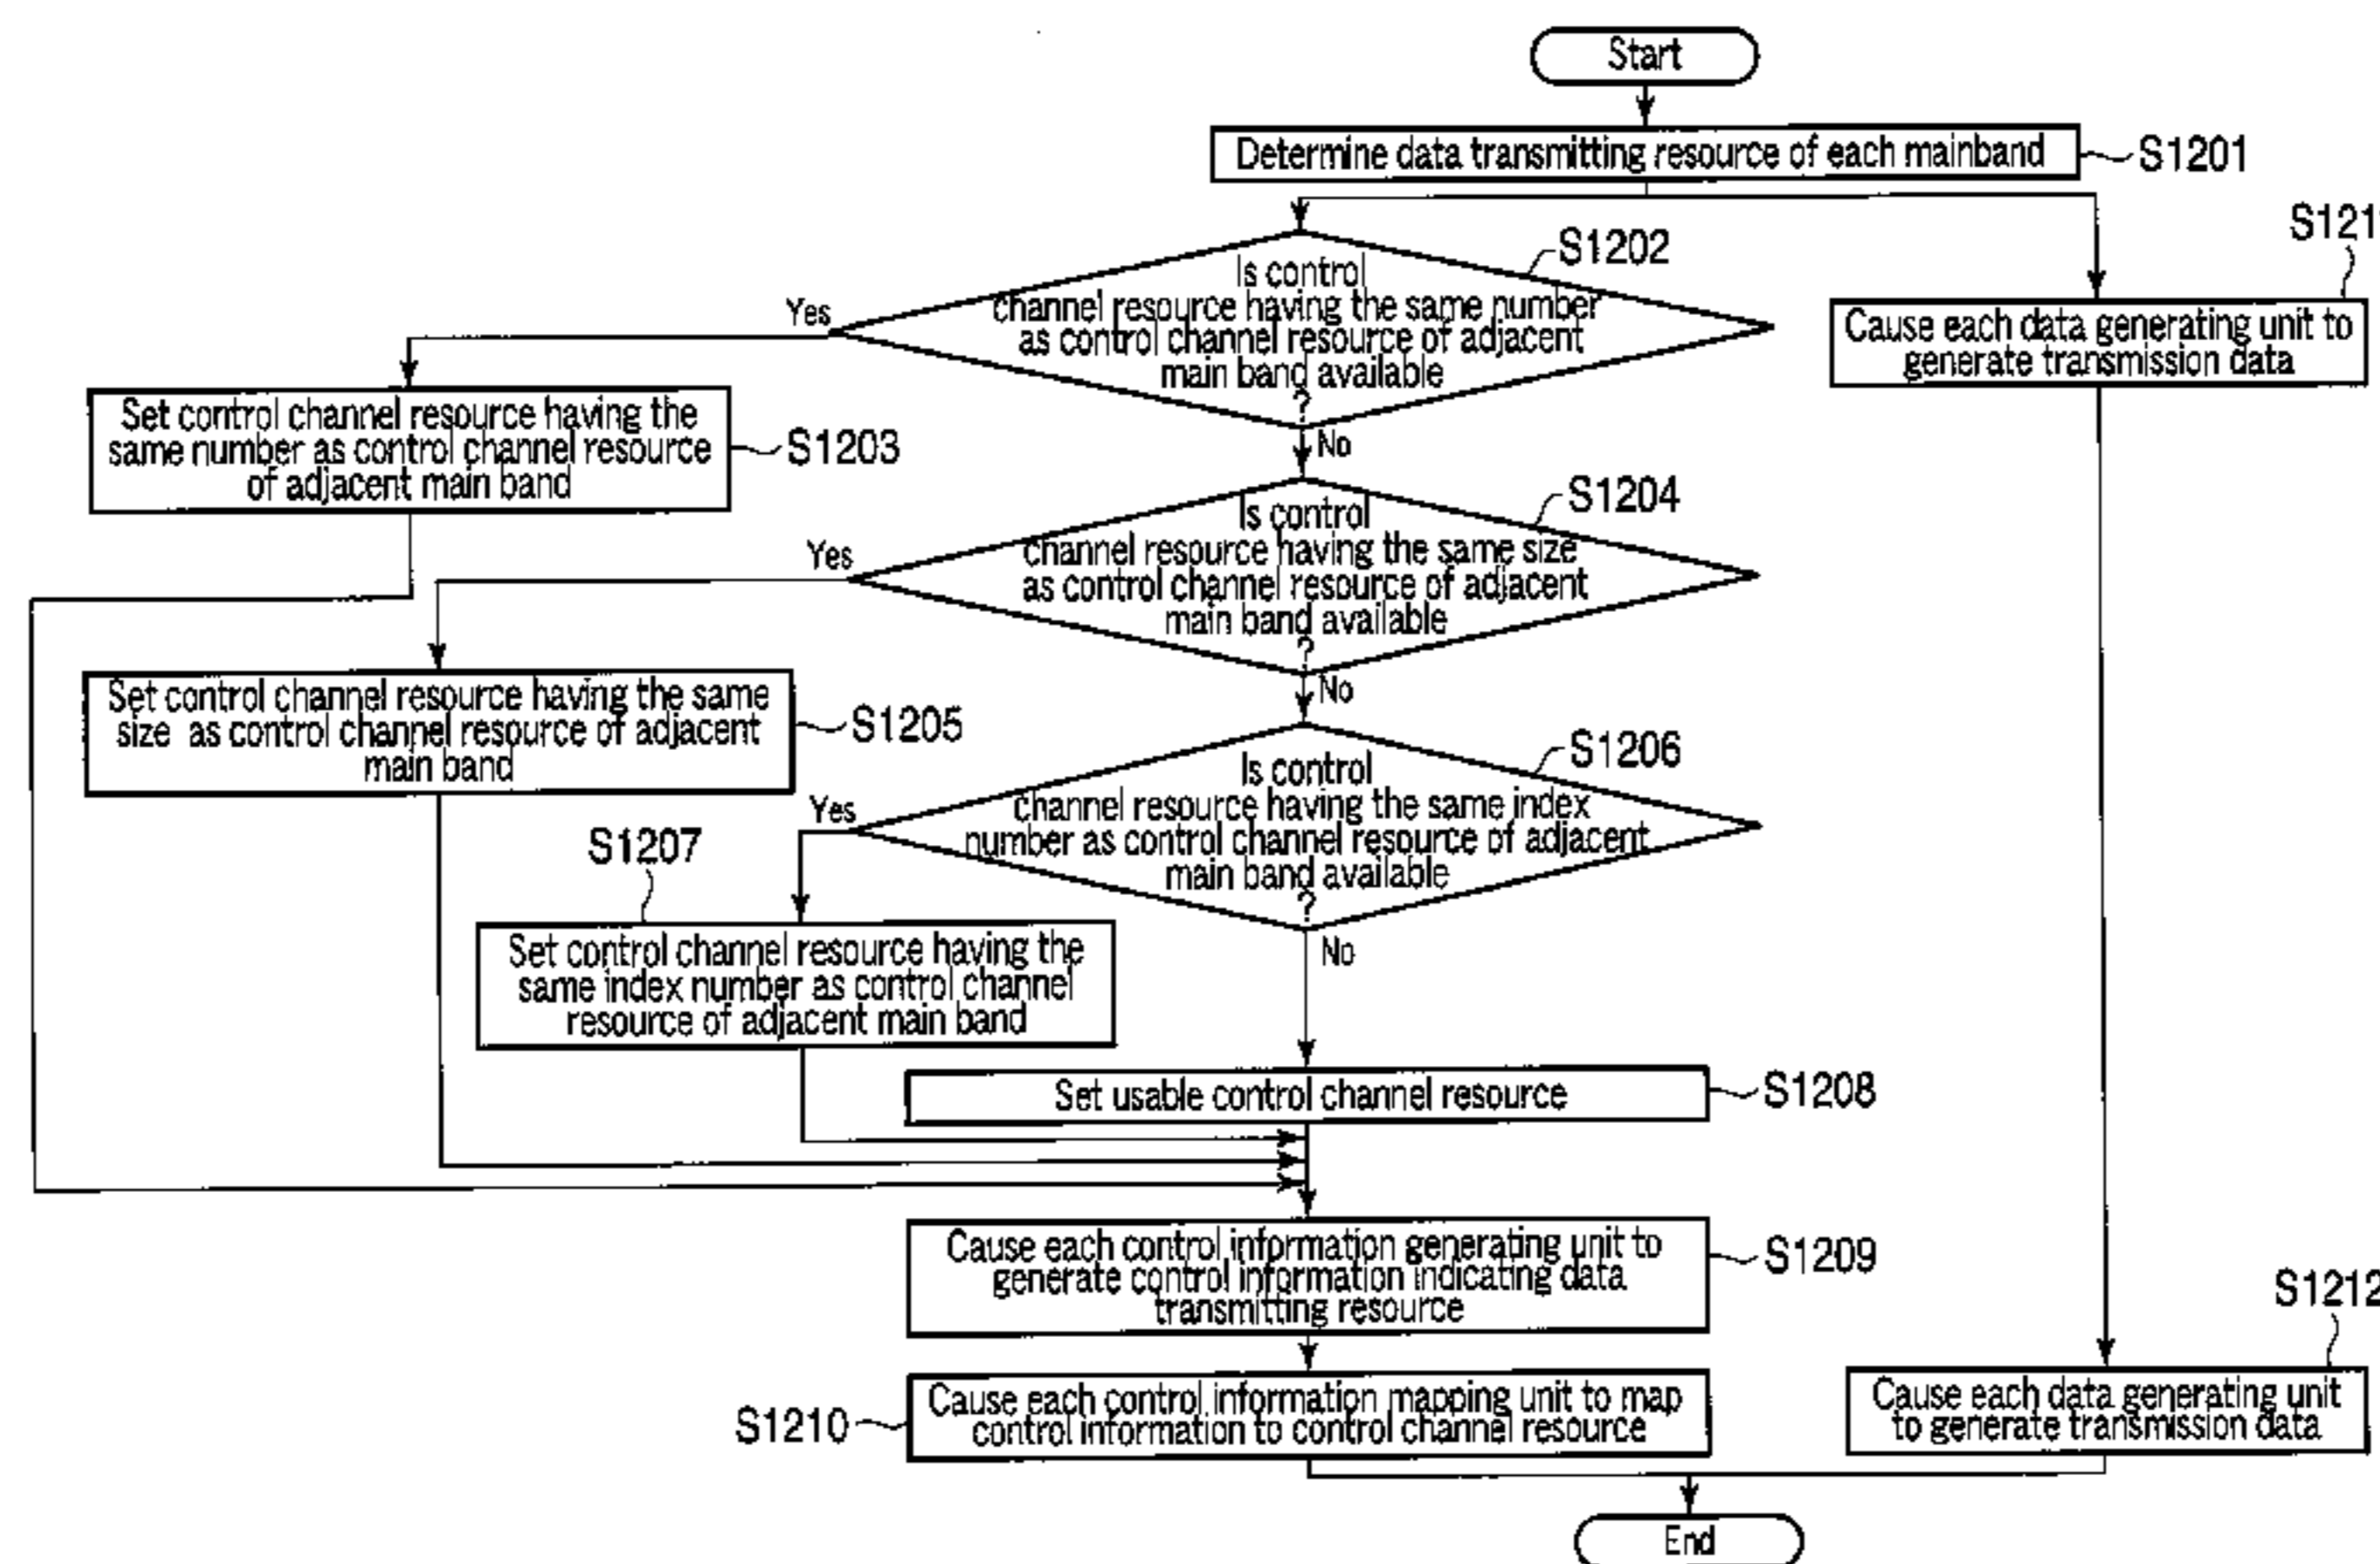 Start
Determine data transmitting resource of each mainband
S1201
S1202
Is control
channel resource having the same number
as control channel resource of adjacent
main band available
?
Yes
No
S121
Cause each data generating unit to
generate transmission data
Set control channel resource having the
same number as control channel resource
of adjacent main band
S1203
S1204
Is control
channel resource having the same size
as control channel resource of adjacent
main band available
?
Yes
No
Set control channel resource having the same
size as control channel resource of adjacent
main band
S1205
S1206
Is control
channel resource having the same index
number as control channel resource of adjacent
main band available
?
Yes
No
S1207
Set control channel resource having the
same index number as control channel
resource of adjacent main band
Set usable control channel resource
S1208
Cause each control information generating unit to
generate control information indicating data
transmitting resource
S1209
S1210
Cause each control information mapping unit to map
control information to control channel resource
S1212
Cause each data generating unit
to generate transmission data
End